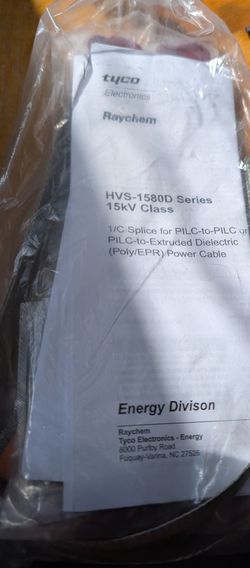 tyco
Electronics
Raychem
HVS-1580D Series
15kV Class
1/C Splice for PILC-to-PILC or
PILC-to-Extruded Dielectric
(Poly/EPR) Power Cable
Energy Divison
Raychem
Tyco Electronics - Energy
8000 Purfoy Road
Fuquay-Varina, NC 27526